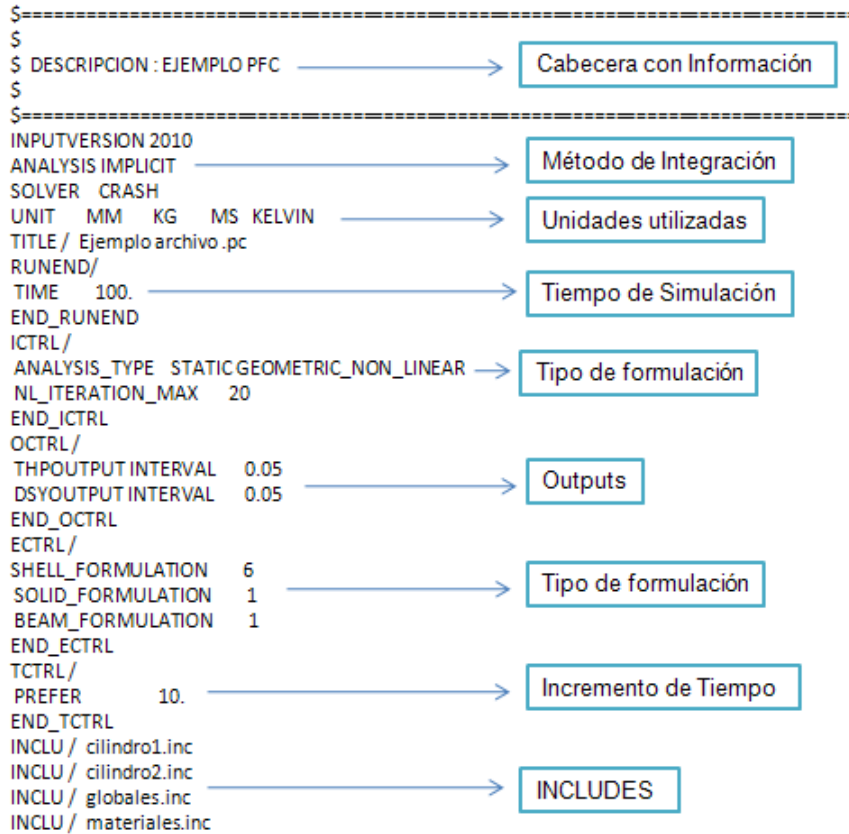 $==========================================================
$
$ DESCRIPCION : EJEMPLO PFC Cabecera con Información
$
$==========================================================
INPUTVERSION 2010
ANALYSIS IMPLICIT Método de Integración
SOLVER CRASH
UNIT MM KG MS KELVIN Unidades utilizadas
TITLE / Ejemplo archivo .pc
RUNEND/
TIME 100. Tiempo de Simulación
END_RUNEND
ICTRL /
ANALYSIS_TYPE STATIC GEOMETRIC_NON_LINEAR Tipo de formulación
NL_ITERATION_MAX 20
END_ICTRL
OCTRL /
THPOUTPUT INTERVAL 0.05
DSYOUTPUT INTERVAL 0.05 Outputs
END_OCTRL
ECTRL /
SHELL_FORMULATION 6
SOLID_FORMULATION 1 Tipo de formulación
BEAM_FORMULATION 1
END_ECTRL
TCTRL /
PREFER 10. Incremento de Tiempo
END_TCTRL
INCLU / cilindro1.inc
INCLU / cilindro2.inc
INCLU / globales.inc INCLUDES
INCLU / materiales.inc